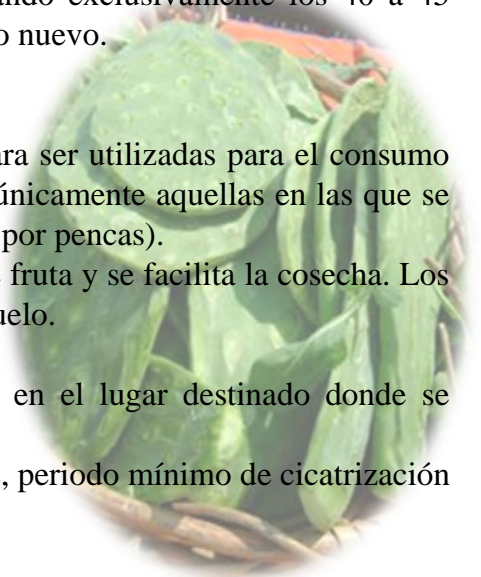 ando exclusivamente los 40 a 45
o nuevo.
ara ser utilizadas para el consumo
únicamente aquellas en las que se
por pencas).
e fruta y se facilita la cosecha. Los
uelo.
en el lugar destinado donde se
, periodo mínimo de cicatrización